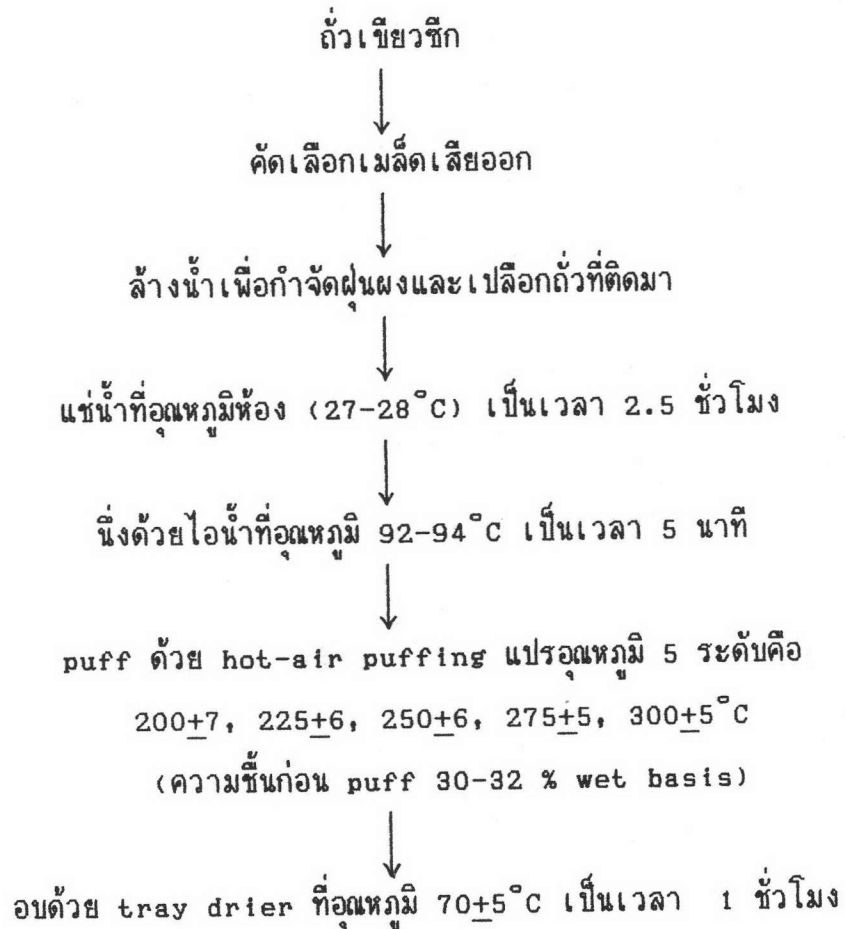 ถั่วเขียวซีก
คัดเลือกเมล็ดเสียออก
ล้างน้ำเพื่อกำจัดฝุ่นผงและเปลือกถั่วที่ติดมา
แช่น้ำที่อุณหภูมิห้อง (27-28°C) เป็นเวลา 2.5 ชั่วโมง
นึ่งด้วยไอน้ำที่อุณหภูมิ 92-94°C เป็นเวลา 5 นาที
puff ด้วย hot-air puffing แปรอุณหภูมิ 5 ระดับคือ
200±7, 225±6, 250±6, 275±5, 300±5°C
(ความชื้นก่อน puff 30-32 % wet basis)
อบด้วย tray drier ที่อุณหภูมิ 70±5°C เป็นเวลา 1 ชั่วโมง